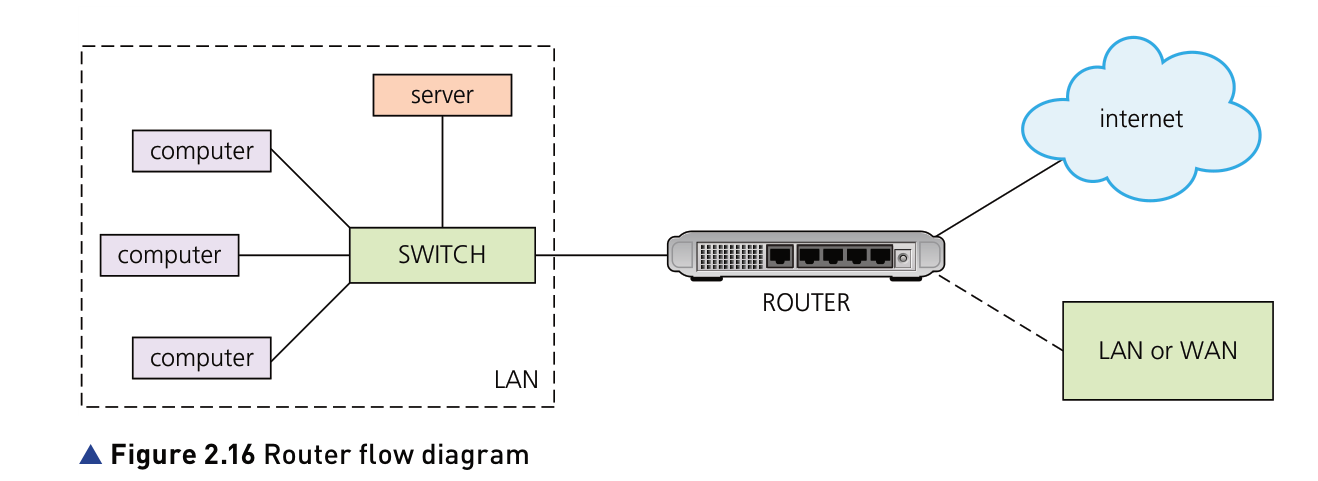 server
computer
computer
SWITCH
computer
LAN
ROUTER
internet
LAN or WAN
▲ Figure 2.16 Router flow diagram